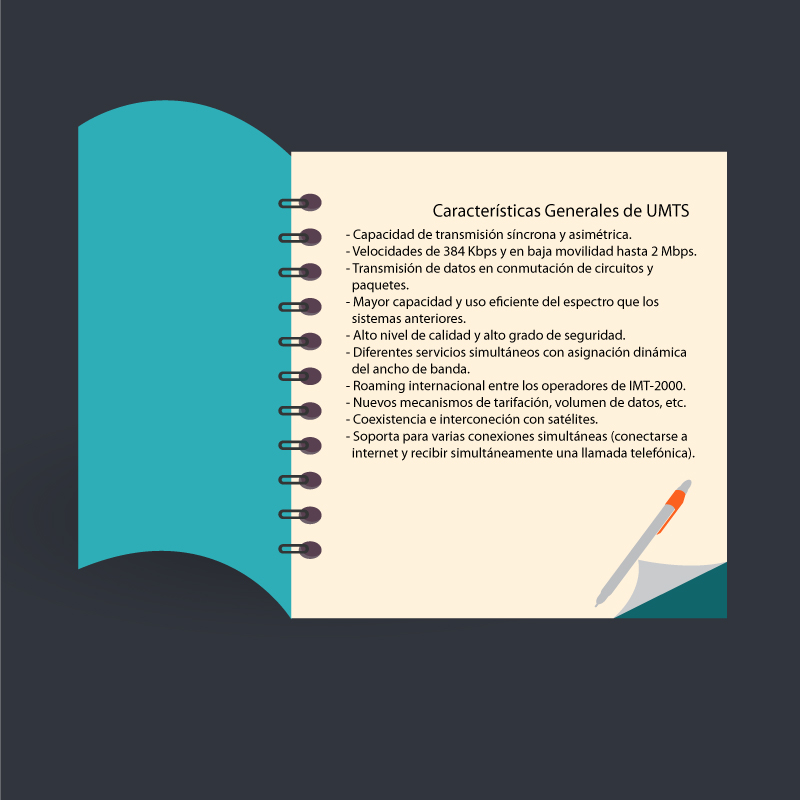 Características Generales de UMTS
- Capacidad de transmisión síncrona y asimétrica.
- Velocidades de 384 Kbps y en baja movilidad hasta 2 Mbps.
- Transmisión de datos en conmutación de circuitos y
paquetes.
- Mayor capacidad y uso eficiente del espectro que los
sistemas anteriores.
- Alto nivel de calidad y alto grado de seguridad.
- Diferentes servicios simultáneos con asignación dinámica
del ancho de banda.
- Roaming internacional entre los operadores de IMT-2000.
- Nuevos mecanismos de tarifación, volumen de datos, etc.
- Coexistencia e interconeción con satélites.
- Soporta para varias conexiones simultáneas (conectarse a
internet y recibir simultáneamente una llamada telefónica).